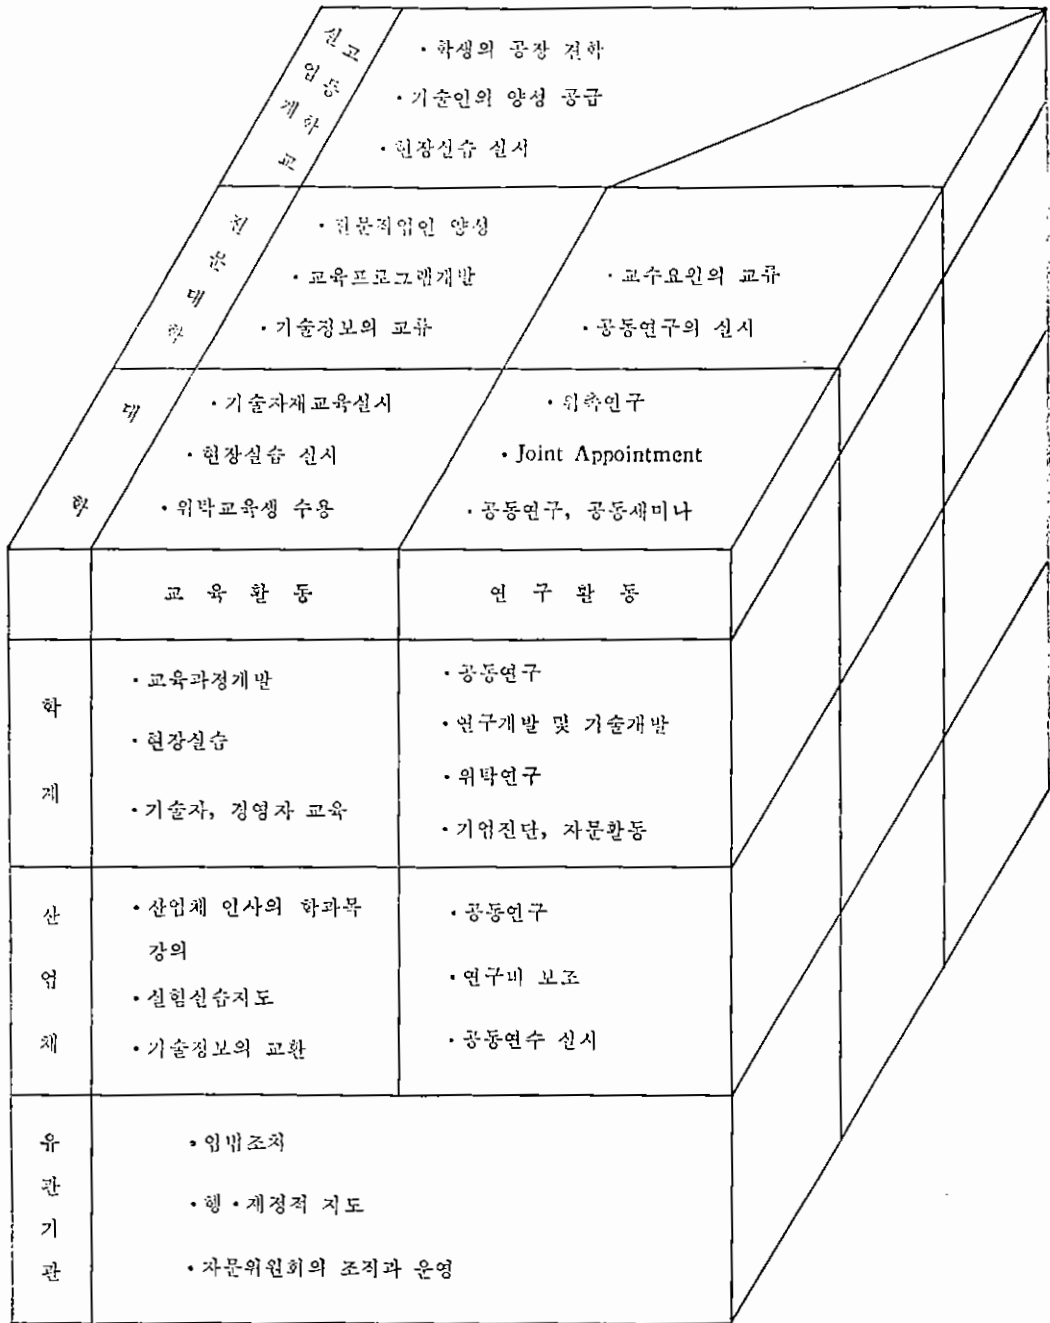 실업계 고등학교
• 학생의 공장 견학
• 기술인의 양성 공급
• 현장실습 실시
전문대학
• 전문직업인 양성
• 교육프로그램개발
• 기술정보의 교류
• 교수요원의 교류
• 공동연구의 실시
대학
• 기술자재교육실시
• 현장실습 실시
• 위탁교육생 수용
• 위촉연구
• Joint Appointment
• 공동연구, 공동세미나
교육활동
연구활동
학계
• 교육과정개발
• 현장실습
• 기술자, 경영자 교육
• 공동연구
• 연구개발 및 기술개발
• 위탁연구
• 기업진단, 자문활동
산업체
• 산업체 인사의 학과목
강의
• 실험실습지도
• 기술정보의 교환
• 공동연구
• 연구비 보조
• 공동연수 실시
유관기관
• 입법조치
• 행•재정적 지도
• 자문위원회의 조직과 운영